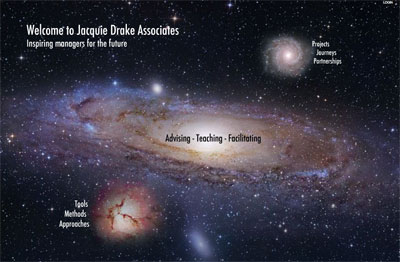 LOGIN
Welcome to Jacquie Drake Associates
Inspiring managers for the future
Projects
Journeys
Partnerships
Advising - Teaching - Facilitating
Tools
Methods
Approaches